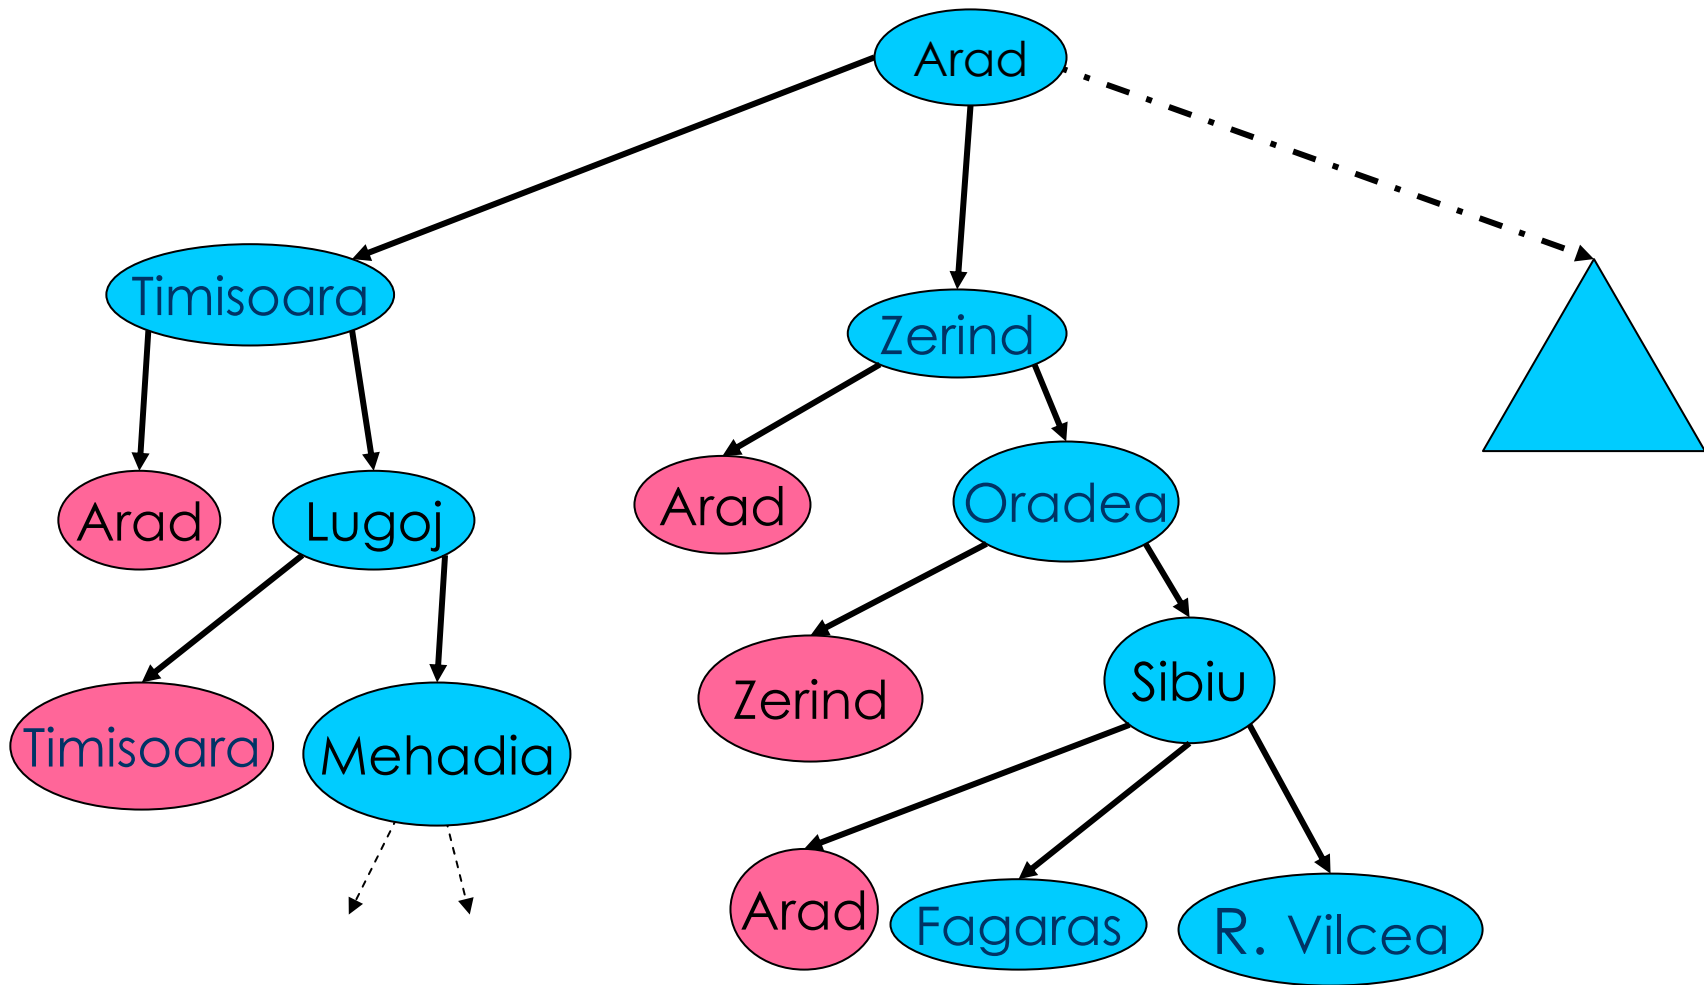 Arad
Timisoara
Zerind
Arad
Lugoj
Arad
Oradea
Timisoara
Mehadia
Zerind
Sibiu
Arad
Fagaras
R. Vilcea